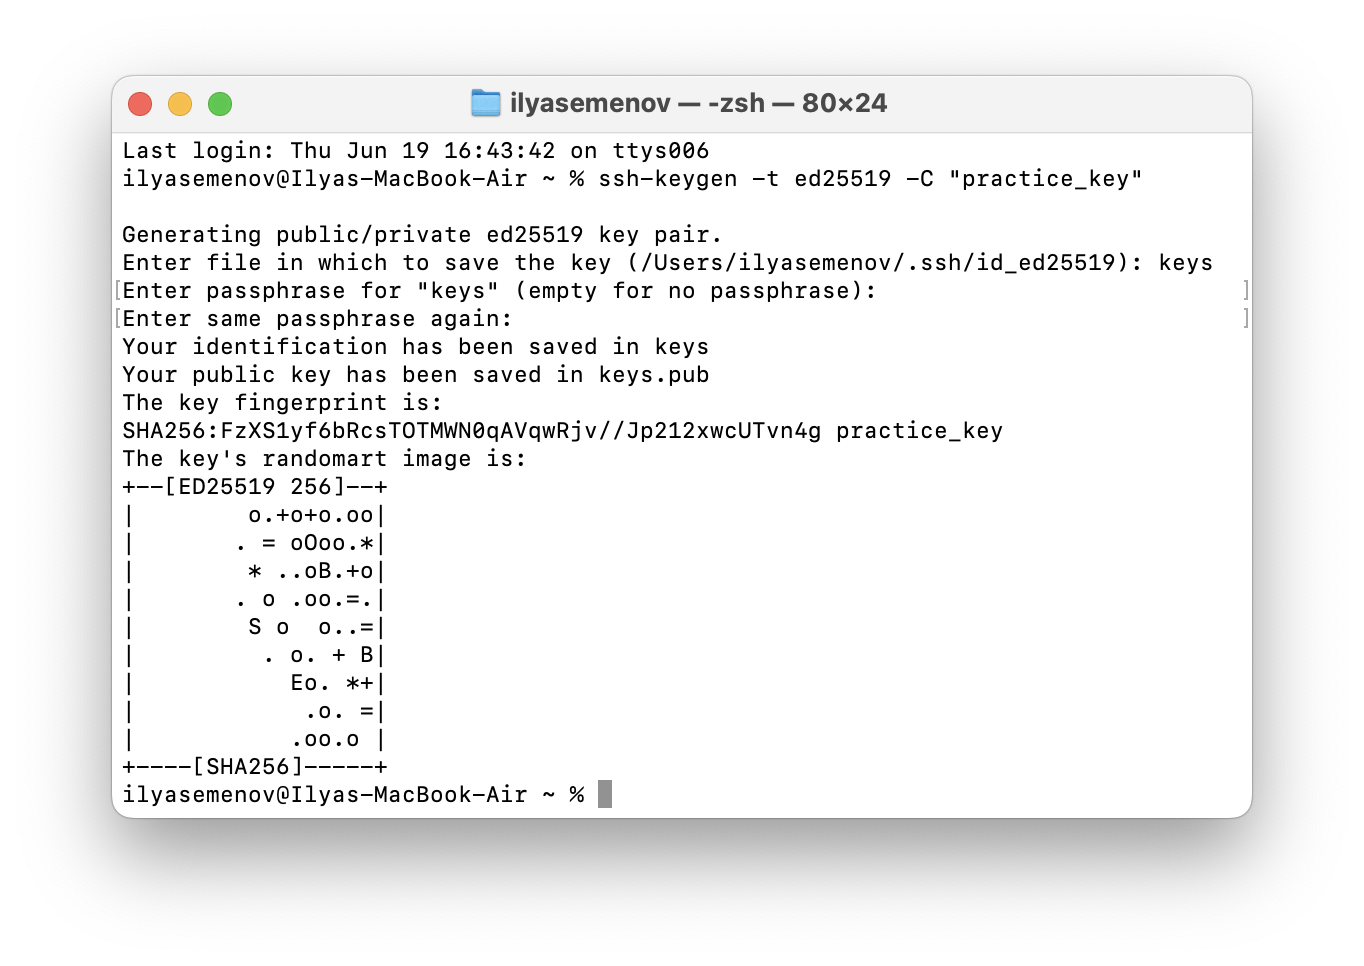 ilyasemenov — -zsh — 80×24
Last login: Thu Jun 19 16:43:42 on ttys006
ilyasemenov@Ilyas-MacBook-Air ~ % ssh-keygen -t ed25519 -C "practice_key"

Generating public/private ed25519 key pair.
Enter file in which to save the key (/Users/ilyasemenov/.ssh/id_ed25519): keys
[Enter passphrase for "keys" (empty for no passphrase): ]
[Enter same passphrase again: ]
Your identification has been saved in keys
Your public key has been saved in keys.pub
The key fingerprint is:
SHA256:FzXS1yf6bRcsTOTMWN0qAVqwRjv//Jp212xwcUTvn4g practice_key
The key's randomart image is:
+--[ED25519 256]--+
|        o.+o+o.oo|
|       . = oOoo.*|
|        * ..oB.+o|
|       . o .oo.=.|
|        S o  o..=|
|         . o. + B|
|           Eo. *+|
|            .o. =|
|           .oo.o |
+----[SHA256]-----+
ilyasemenov@Ilyas-MacBook-Air ~ %